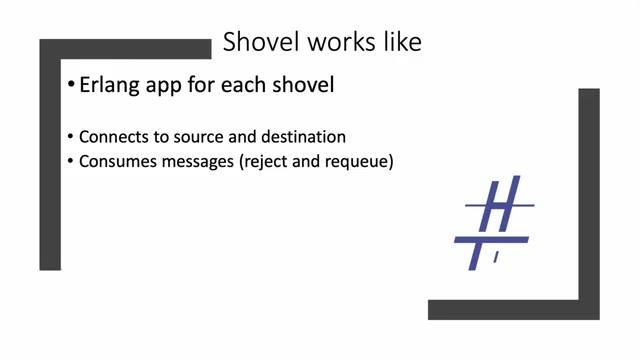 Shovel works like
• Erlang app for each shovel
• Connects to source and destination
• Consumes messages (reject and requeue)